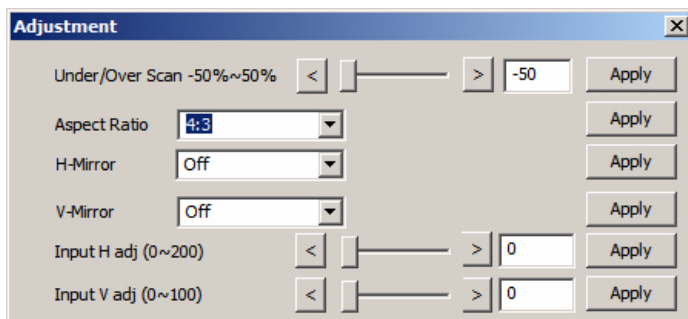 Adjustment
Under/Over Scan -50%~50% < > -50 Apply
Aspect Ratio 4:3 Apply
H-Mirror Off Apply
V-Mirror Off Apply
Input H adj (0~200) < > 0 Apply
Input V adj (0~100) < > 0 Apply